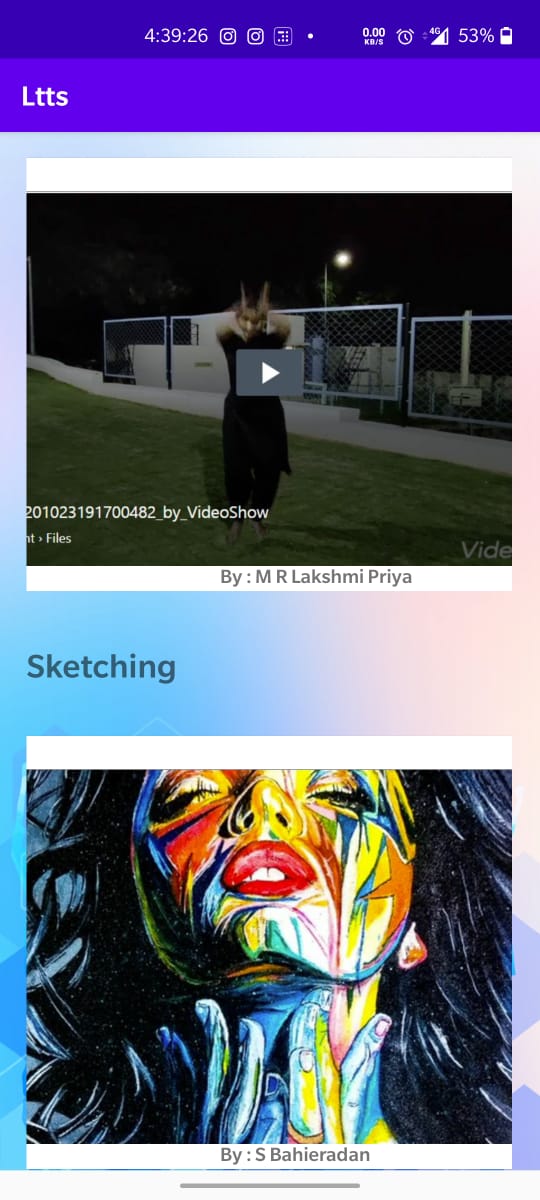 4:39:26
0.00 KB/S 4G 53%
Ltts
201023191700482_by_VideoShow
nt › Files
Vide
By : M R Lakshmi Priya
Sketching
By : S Bahieradan